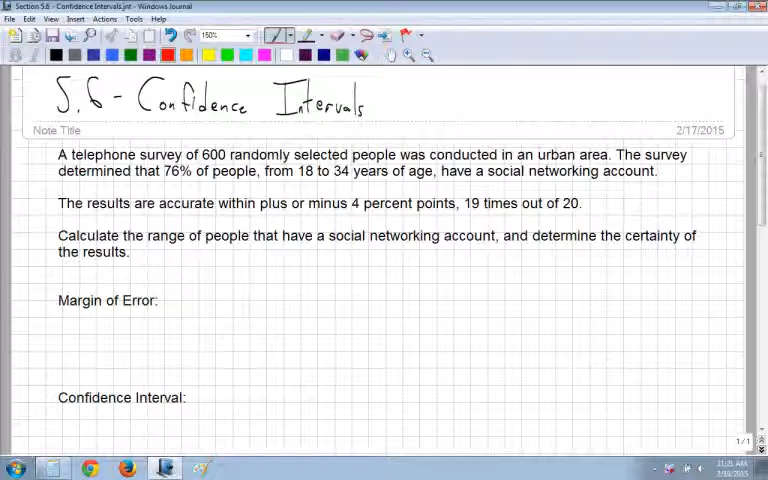 Section 5.6 - Confidence Intervals.jnt - Windows Journal
File Edit View Insert Actions Tools Help
150%
5.6 - Confidence Intervals
Note Title
2/17/2015
A telephone survey of 600 randomly selected people was conducted in an urban area. The survey
determined that 76% of people, from 18 to 34 years of age, have a social networking account.
The results are accurate within plus or minus 4 percent points, 19 times out of 20.
Calculate the range of people that have a social networking account, and determine the certainty of
the results.
Margin of Error:
Confidence Interval:
1 / 1